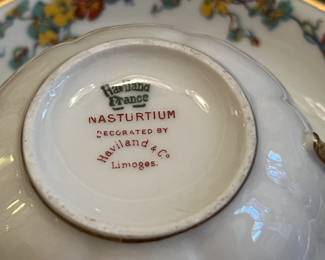 Haviland
France
NASTURTIUM
DECORATED BY
Haviland & Co
Limoges.